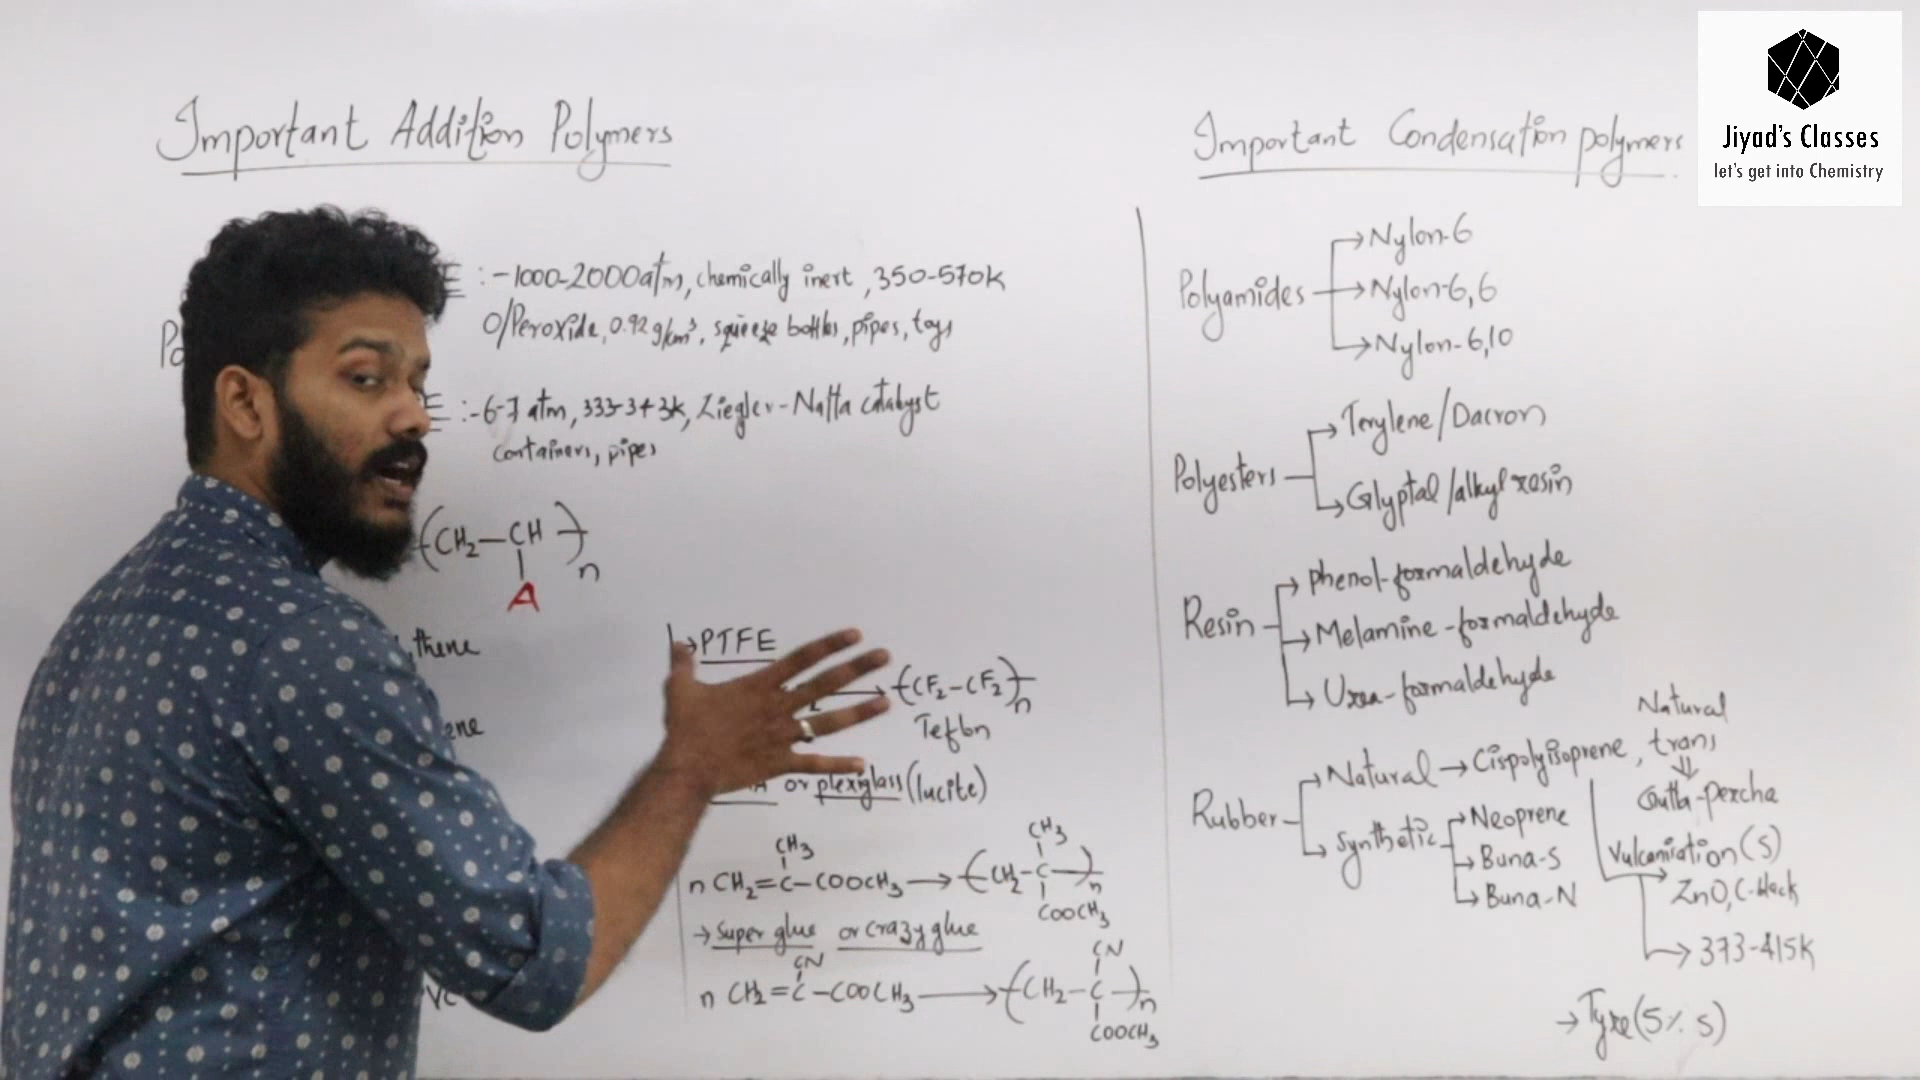 Important Addition Polymers
:-1000-2000atm, chemically inert, 350-570k
O/Peroxide, 0.92 g/cm³, squeeze bottles, pipes, toys
:-6-7 atm, 333-343k, Ziegler-Natta catalyst
containers, pipes
(CH₂-CH)n
A
thene
ene
→PTFE
→(CF₂-CF₂)n
Teflon
or plexiglass (lucite)
CH₃
CH₃
n CH₂=C-COOCH₃ → (CH₂-C)n
COOCH₃
→Super glue or Crazy glue
CN
CN
n CH₂=C-COOCH₃ → (CH₂-C)n
COOCH₃
Important Condensation polymers
Polyamides
→Nylon-6
→Nylon-6,6
→Nylon-6,10
Polyesters
→Terylene/Dacron
→Glyptal/alkyl resin
Resin
→phenol-formaldehyde
→Melamine-formaldehyde
→Urea-formaldehyde
Rubber
→Natural→Cispolyisoprene,
Natural
trans
⇓
Gutta-percha
→Synthetic
→Neoprene
→Buna-S
→Buna-N
Vulcanisation(S)
→ZnO, C-black
→373-415K
→Tyre(5% S)
Jiyad's Classes
let's get into Chemistry